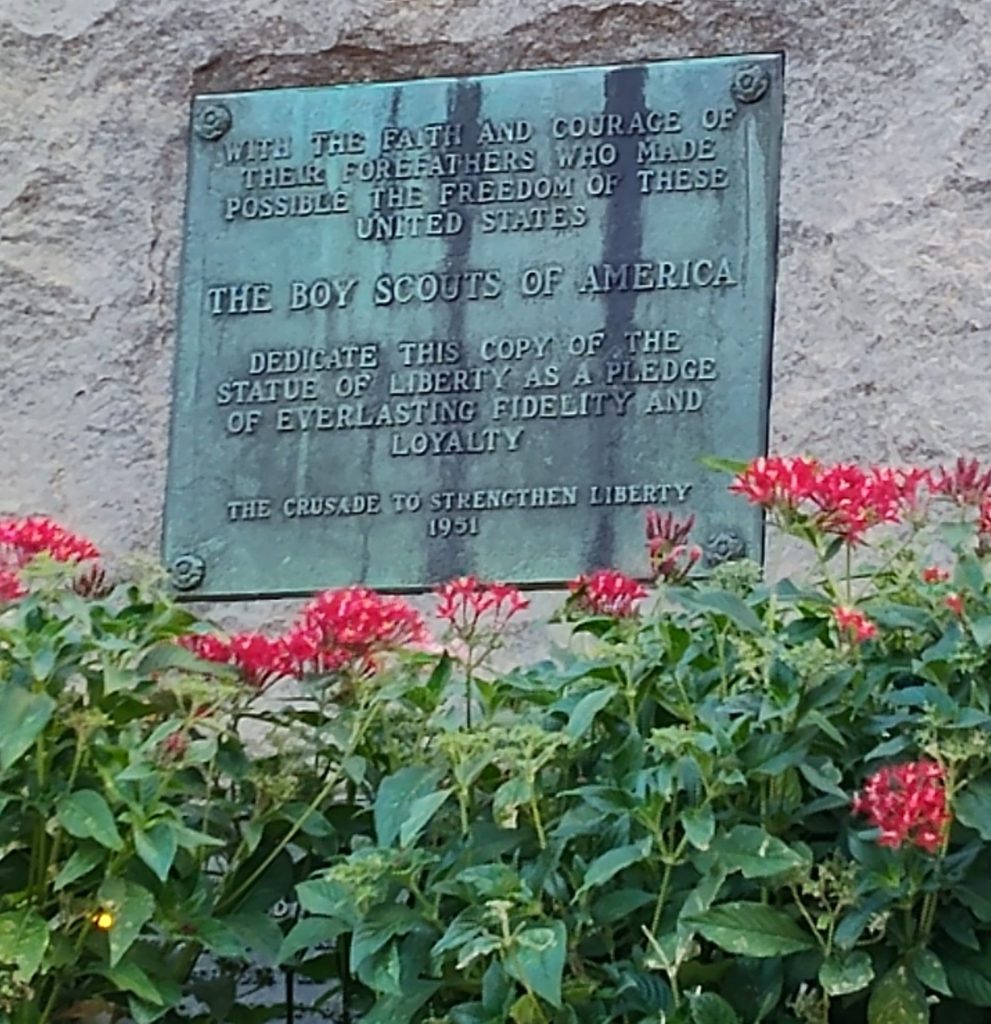 WITH THE FAITH AND COURAGE OF
THEIR FOREFATHERS WHO MADE
POSSIBLE THE FREEDOM OF THESE
UNITED STATES
THE BOY SCOUTS OF AMERICA
DEDICATE THIS COPY OF THE
STATUE OF LIBERTY AS A PLEDGE
OF EVERLASTING FIDELITY AND
LOYALTY
THE CRUSADE TO STRENGTHEN LIBERTY
1951